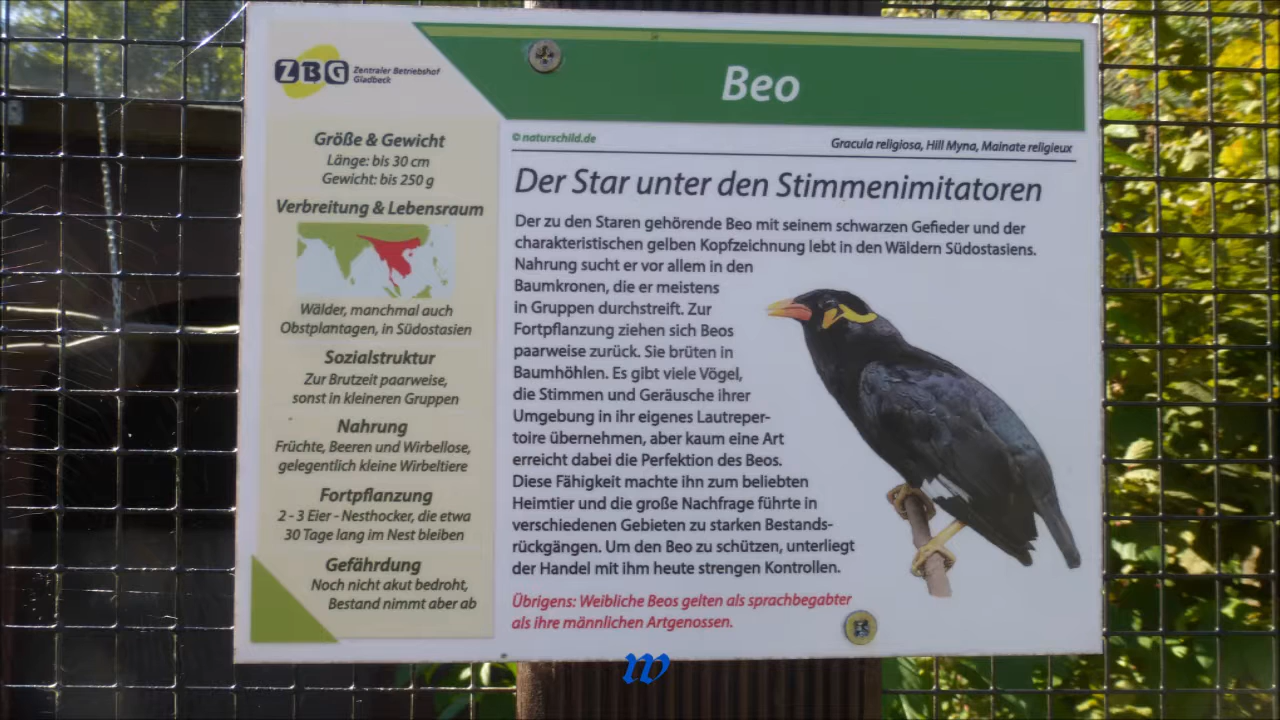 ZBG Zentraler Betriebshof
Gladbeck
Beo
Größe & Gewicht
Länge: bis 30 cm
Gewicht: bis 250 g
Verbreitung & Lebensraum
Wälder, manchmal auch
Obstplantagen, in Südostasien
Sozialstruktur
Zur Brutzeit paarweise,
sonst in kleineren Gruppen
Nahrung
Früchte, Beeren und Wirbellose,
gelegentlich kleine Wirbeltiere
Fortpflanzung
2 - 3 Eier - Nesthocker, die etwa
30 Tage lang im Nest bleiben
Gefährdung
Noch nicht akut bedroht,
Bestand nimmt aber ab
© naturschild.de
Gracula religiosa, Hill Myna, Mainate religieux
Der Star unter den Stimmenimitatoren
Der zu den Staren gehörende Beo mit seinem schwarzen Gefieder und der
charakteristischen gelben Kopfzeichnung lebt in den Wäldern Südostasiens.
Nahrung sucht er vor allem in den
Baumkronen, die er meistens
in Gruppen durchstreift. Zur
Fortpflanzung ziehen sich Beos
paarweise zurück. Sie brüten in
Baumhöhlen. Es gibt viele Vögel,
die Stimmen und Geräusche ihrer
Umgebung in ihr eigenes Lautreper-
toire übernehmen, aber kaum eine Art
erreicht dabei die Perfektion des Beos.
Diese Fähigkeit machte ihn zum beliebten
Heimtier und die große Nachfrage führte in
verschiedenen Gebieten zu starken Bestands-
rückgängen. Um den Beo zu schützen, unterliegt
der Handel mit ihm heute strengen Kontrollen.
Übrigens: Weibliche Beos gelten als sprachbegabter
als ihre männlichen Artgenossen.
w